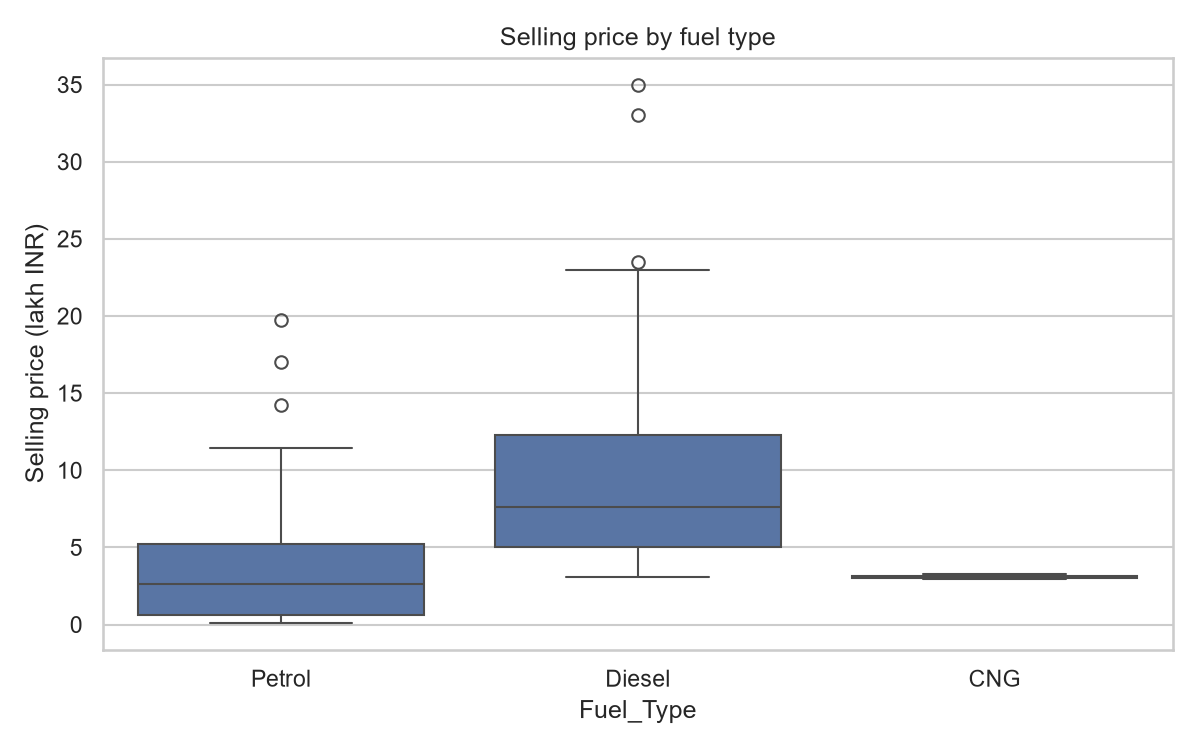 Selling price by fuel type
Selling price (lakh INR)
35
30
25
20
15
10
5
0
Petrol
Diesel
CNG
Fuel_Type